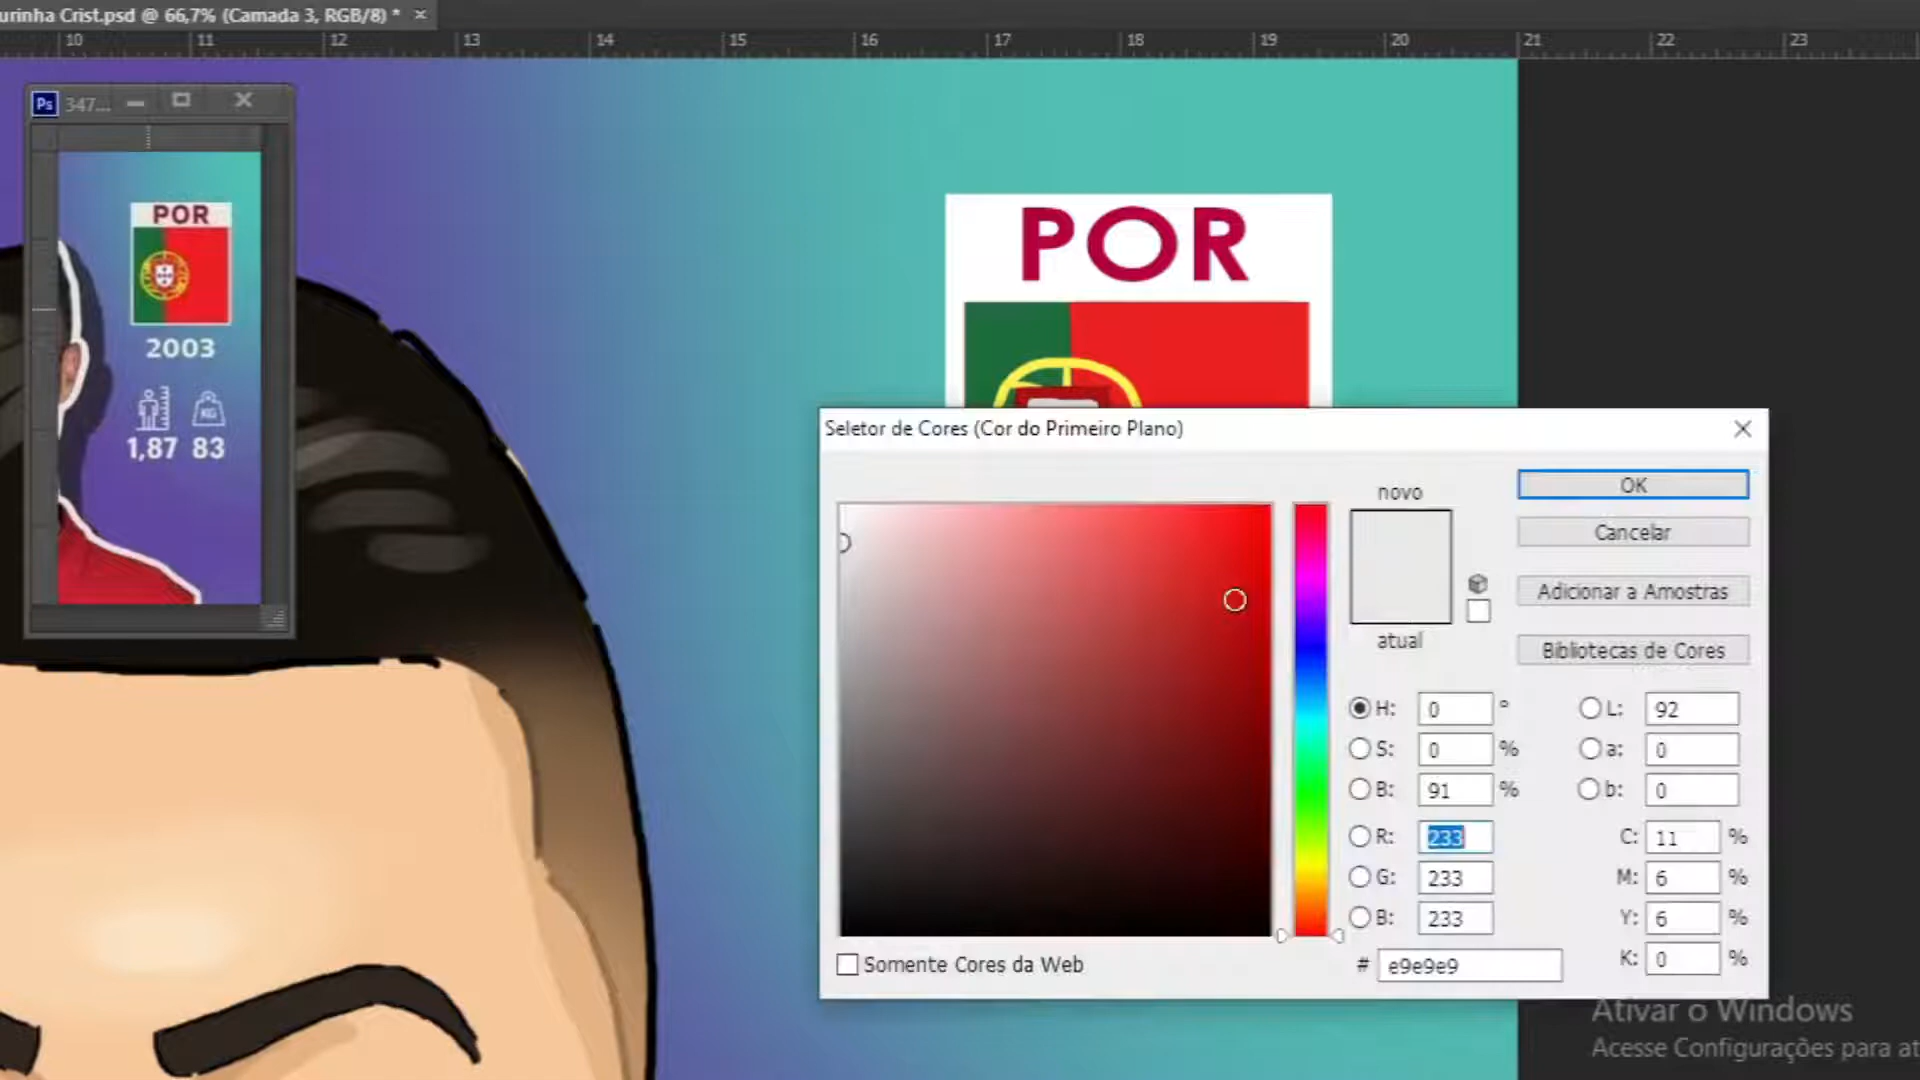 urinha Crist.psd @ 66,7% (Camada 3, RGB/8) * ×
10 11 12 13 14 15 16 17 18 19 20 21 22 23
Ps 347...
POR
2003
KG
1,87 83
POR
Seletor de Cores (Cor do Primeiro Plano)
novo
atual
OK
Cancelar
Adicionar a Amostras
Bibliotecas de Cores
H: 0 °
S: 0 %
B: 91 %
R: 233
G: 233
B: 233
L: 92
a: 0
b: 0
C: 11 %
M: 6 %
Y: 6 %
K: 0 %
# e9e9e9
Somente Cores da Web
Ativar o Windows
Acesse Configurações para at